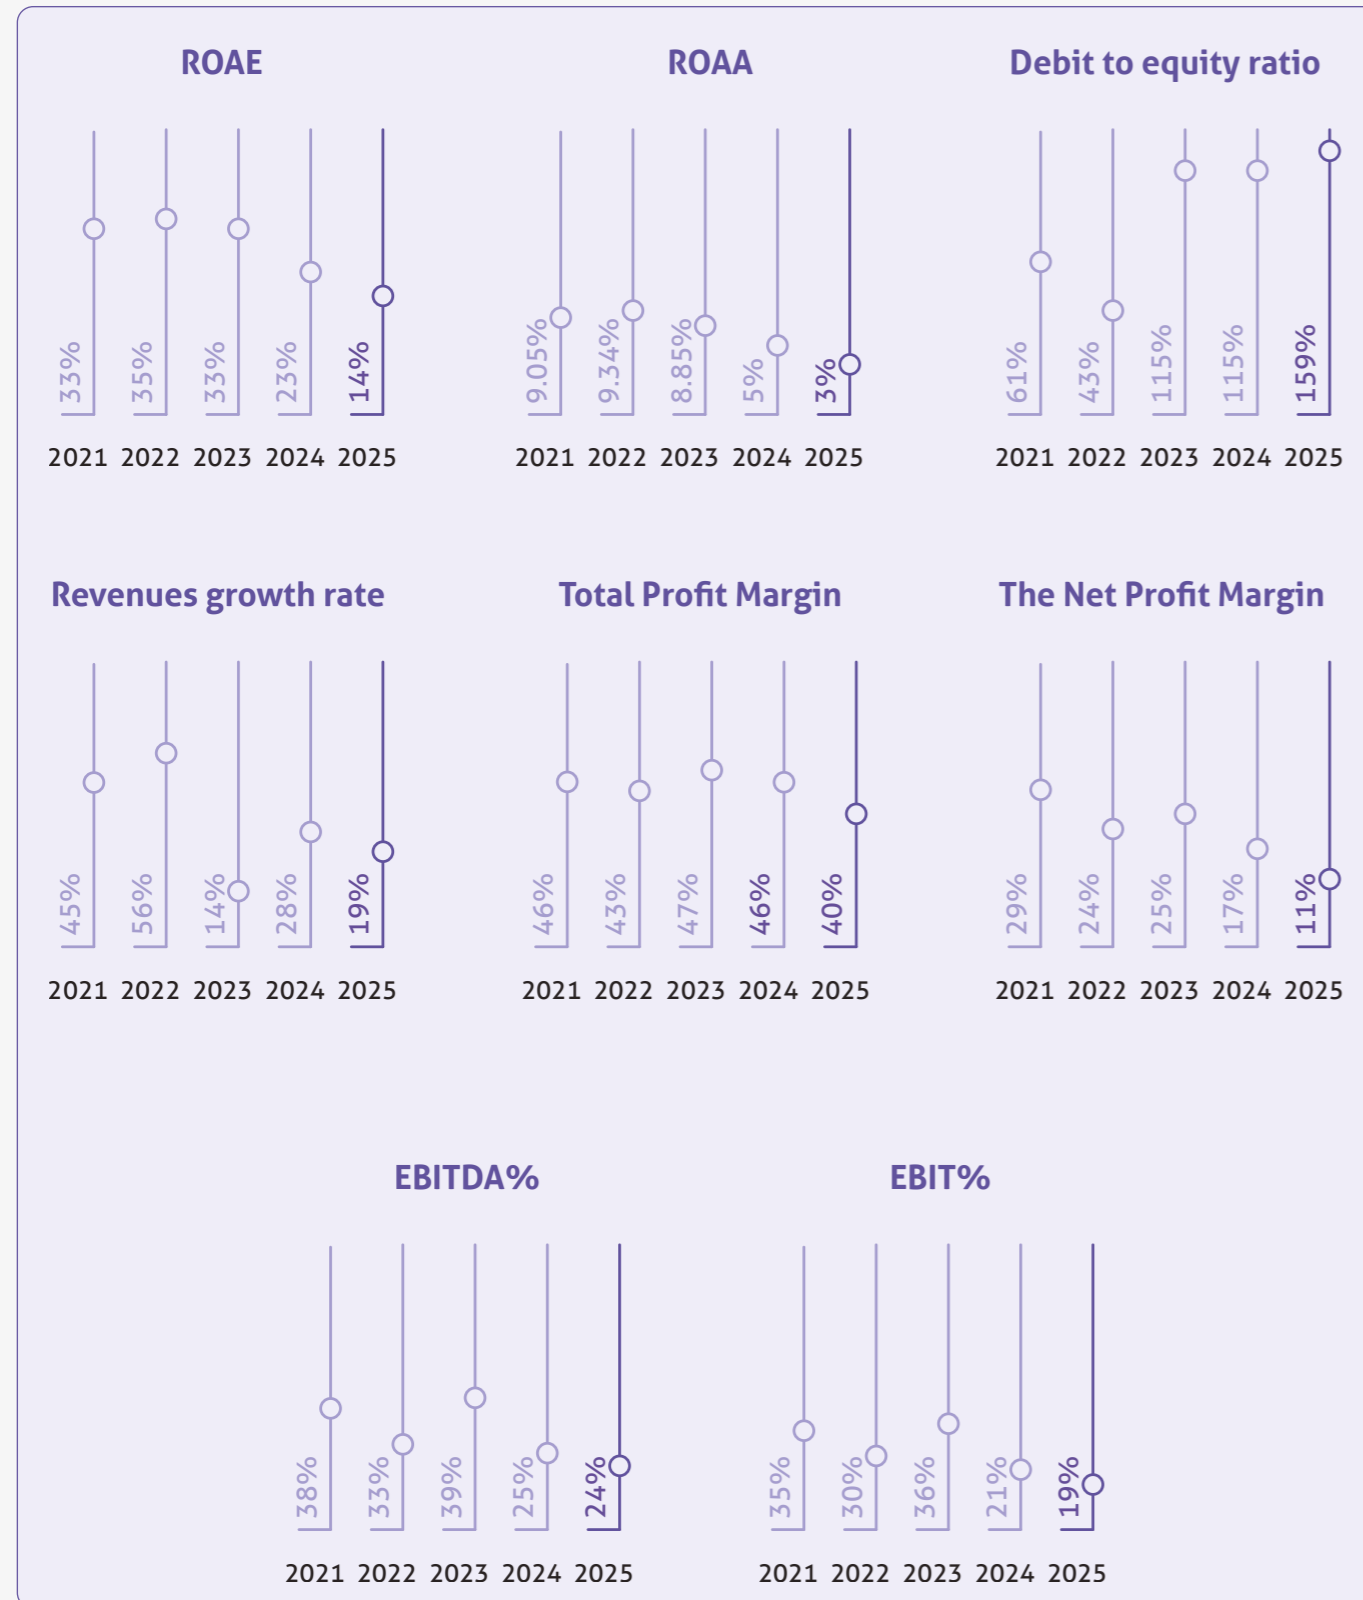 ROAE
33% 35% 33% 23% 14%
2021 2022 2023 2024 2025
ROAA
9.05% 9.34% 8.85% 5% 3%
2021 2022 2023 2024 2025
Debit to equity ratio
61% 43% 115% 115% 159%
2021 2022 2023 2024 2025
Revenues growth rate
45% 56% 14% 28% 19%
2021 2022 2023 2024 2025
Total Profit Margin
46% 43% 47% 46% 40%
2021 2022 2023 2024 2025
The Net Profit Margin
29% 24% 25% 17% 11%
2021 2022 2023 2024 2025
EBITDA%
38% 33% 39% 25% 24%
2021 2022 2023 2024 2025
EBIT%
35% 30% 36% 21% 19%
2021 2022 2023 2024 2025